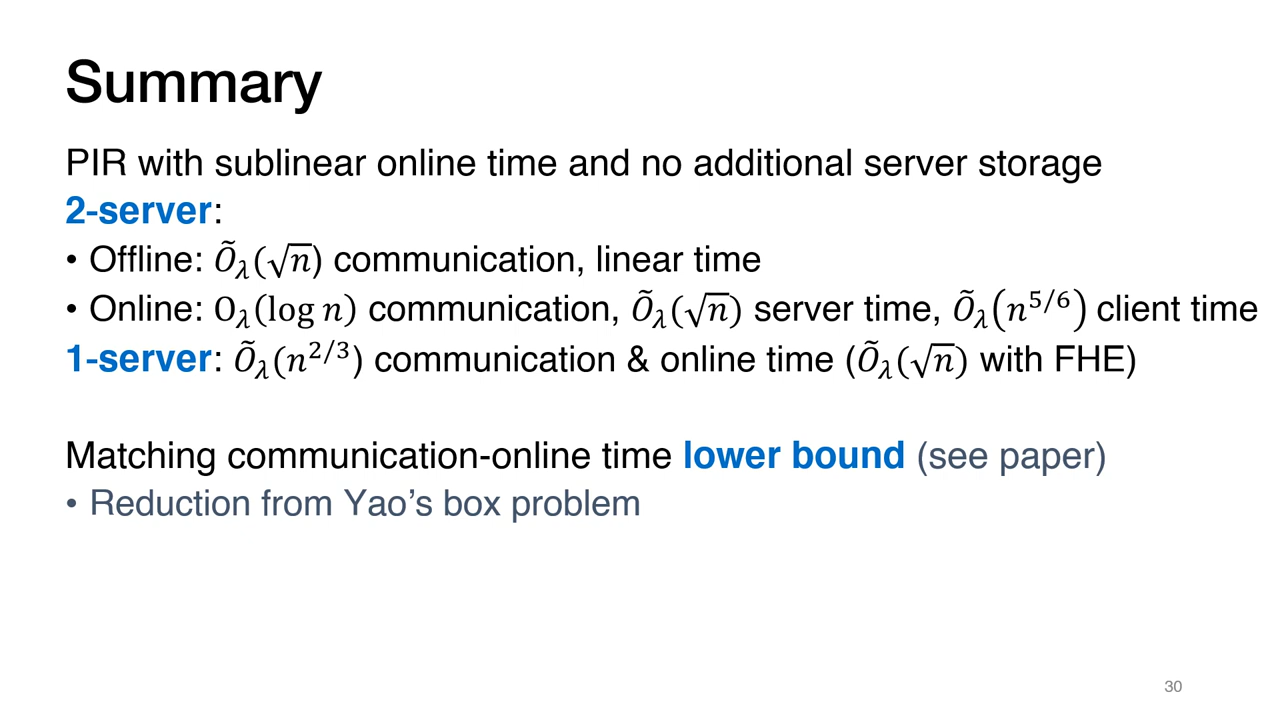 Summary
PIR with sublinear online time and no additional server storage
2-server:
• Offline: Õ_λ(√n) communication, linear time
• Online: O_λ(log n) communication, Õ_λ(√n) server time, Õ_λ(n^{5/6}) client time
1-server: Õ_λ(n^{2/3}) communication & online time (Õ_λ(√n) with FHE)
Matching communication-online time lower bound (see paper)
• Reduction from Yao’s box problem
30